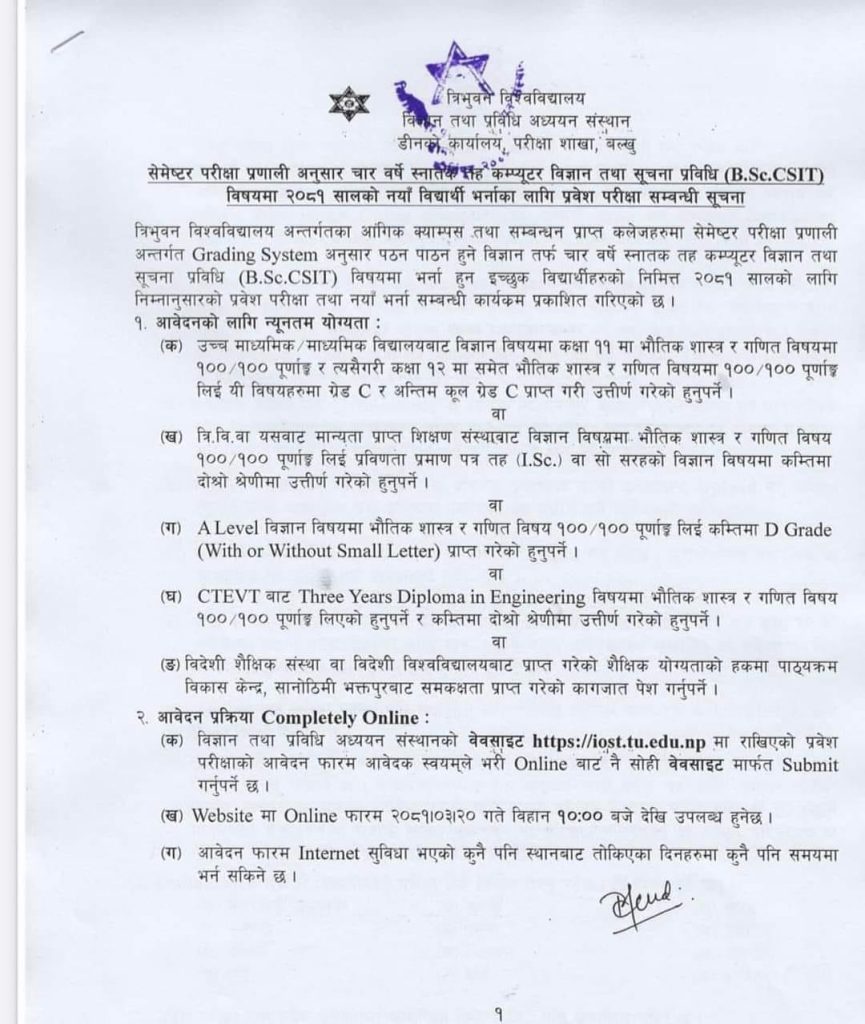 त्रिभुवन विश्वविद्यालय
विज्ञान तथा प्रविधि अध्ययन संस्थान
डीनको कार्यालय, परीक्षा शाखा, बल्खु
सेमेष्टर परीक्षा प्रणाली अनुसार चार वर्षे स्नातक तह कम्प्यूटर विज्ञान तथा सूचना प्रविधि (B.Sc.CSIT)
विषयमा २०८१ सालको नयाँ विद्यार्थी भर्नाका लागि प्रवेश परीक्षा सम्बन्धी सूचना
त्रिभुवन विश्वविद्यालय अन्तर्गतका आंगिक क्याम्पस तथा सम्बन्धन प्राप्त कलेजहरुमा सेमेष्टर परीक्षा प्रणाली
अन्तर्गत Grading System अनुसार पठन पाठन हुने विज्ञान तर्फ चार वर्षे स्नातक तह कम्प्यूटर विज्ञान तथा
सूचना प्रविधि (B.Sc.CSIT) विषयमा भर्ना हुन इच्छुक विद्यार्थीहरुको निमित्त २०८१ सालको लागि
निम्नानुसारको प्रवेश परीक्षा तथा नयाँ भर्ना सम्बन्धी कार्यक्रम प्रकाशित गरिएको छ ।
१. आवेदनको लागि न्यूनतम योग्यता :
(क) उच्च माध्यमिक/माध्यमिक विद्यालयबाट विज्ञान विषयमा कक्षा ११ मा भौतिक शास्त्र र गणित विषयमा
१००/१०० पूर्णाङ्क र त्यसैगरी कक्षा १२ मा समेत भौतिक शास्त्र र गणित विषयमा १००/१०० पूर्णाङ्क
लिई यी विषयहरुमा ग्रेड C र अन्तिम कूल ग्रेड C प्राप्त गरी उत्तीर्ण गरेको हुनुपर्ने ।
वा
(ख) त्रि.वि.वा यसवाट मान्यता प्राप्त शिक्षण संस्थाबाट विज्ञान विषयमा भौतिक शास्त्र र गणित विषय
१००/१०० पूर्णाङ्क लिई प्रविणता प्रमाण पत्र तह (I.Sc.) वा सो सरहको विज्ञान विषयमा कम्तिमा
दोश्रो श्रेणीमा उत्तीर्ण गरेको हुनुपर्ने ।
वा
(ग) A Level विज्ञान विषयमा भौतिक शास्त्र र गणित विषय १००/१०० पूर्णाङ्क लिई कम्तिमा D Grade
(With or Without Small Letter) प्राप्त गरेको हुनुपर्ने ।
वा
(घ) CTEVT बाट Three Years Diploma in Engineering विषयमा भौतिक शास्त्र र गणित विषय
१००/१०० पूर्णाङ्क लिएको हुनुपर्ने र कम्तिमा दोश्रो श्रेणीमा उत्तीर्ण गरेको हुनुपर्ने ।
वा
(ङ) विदेशी शैक्षिक संस्था वा विदेशी विश्वविद्यालयबाट प्राप्त गरेको शैक्षिक योग्यताको हकमा पाठ्यक्रम
विकास केन्द्र, सानोठिमी भक्तपुरबाट समकक्षता प्राप्त गरेको कागजात पेश गर्नुपर्ने ।
२. आवेदन प्रक्रिया Completely Online :
(क) विज्ञान तथा प्रविधि अध्ययन संस्थानको वेवसाइट https://iost.tu.edu.np मा राखिएको प्रवेश
परीक्षाको आवेदन फारम आवेदक स्वयम्ले भरी Online बाट नै सोही वेवसाइट मार्फत Submit
गर्नुपर्ने छ ।
(ख) Website मा Online फारम २०८१।०३।२० गते विहान १०:०० बजे देखि उपलब्ध हुनेछ ।
(ग) आवेदन फारम Internet सुविधा भएको कुनै पनि स्थानबाट तोकिएका दिनहरुमा कुनै पनि समयमा
भर्न सकिने छ ।
१